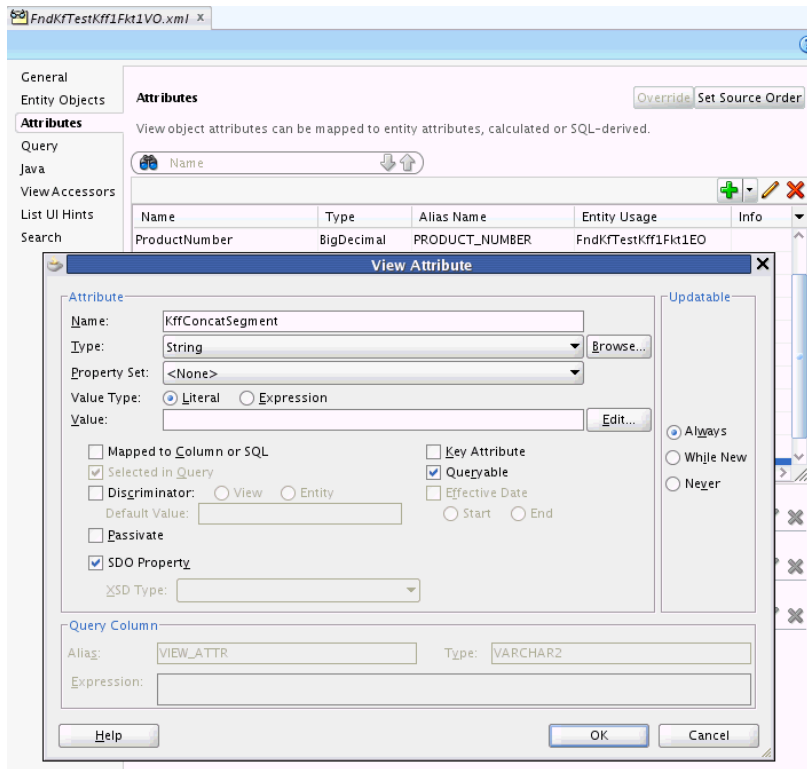 FndKfTestKff1Fkt1VO.xml x
General
Entity Objects
Attributes
Query
Java
View Accessors
List UI Hints
Search
Attributes
Override Set Source Order
View object attributes can be mapped to entity attributes, calculated or SQL-derived.
Name
Name Type Alias Name Entity Usage Info
ProductNumber BigDecimal PRODUCT_NUMBER FndKfTestKff1Fkt1EO
View Attribute
Attribute
Name: KffConcatSegment
Type: String Browse...
Property Set: <None>
Value Type: Literal Expression
Value: Edit...
Mapped to Column or SQL Key Attribute
Selected in Query Queryable
Discriminator: View Entity Effective Date
Default Value: Start End
Passivate
SDO Property
XSD Type:
Updatable
Always
While New
Never
Query Column
Alias: VIEW_ATTR Type: VARCHAR2
Expression:
Help OK Cancel